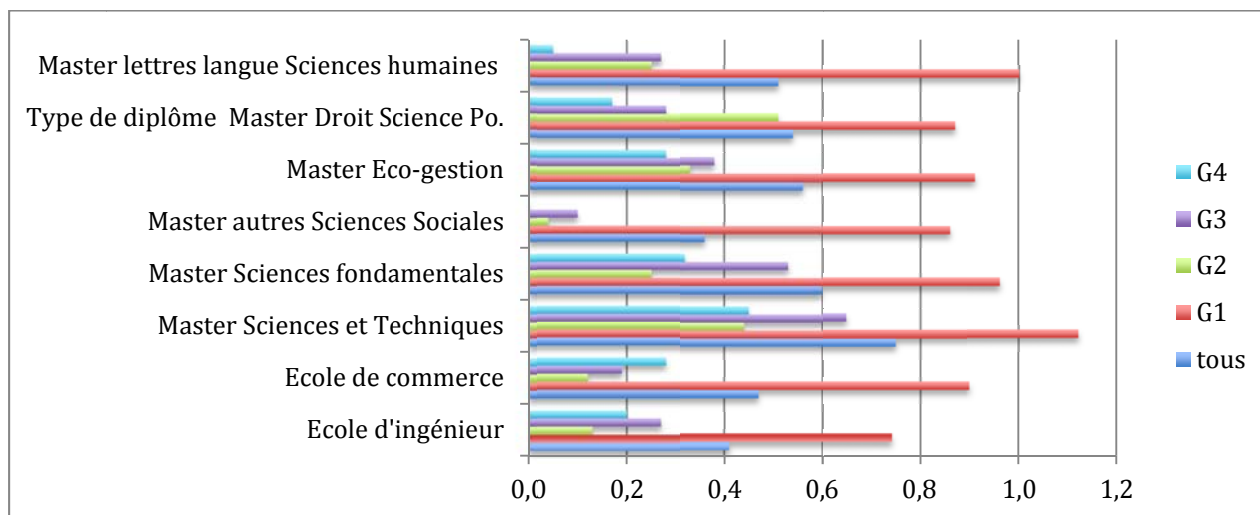 Master lettres langue Sciences humaines
Type de diplôme  Master Droit Science Po.
Master Eco-gestion
Master autres Sciences Sociales
Master Sciences fondamentales
Master Sciences et Techniques
Ecole de commerce
Ecole d'ingénieur
0,0 0,2 0,4 0,6 0,8 1,0 1,2
G4
G3
G2
G1
tous